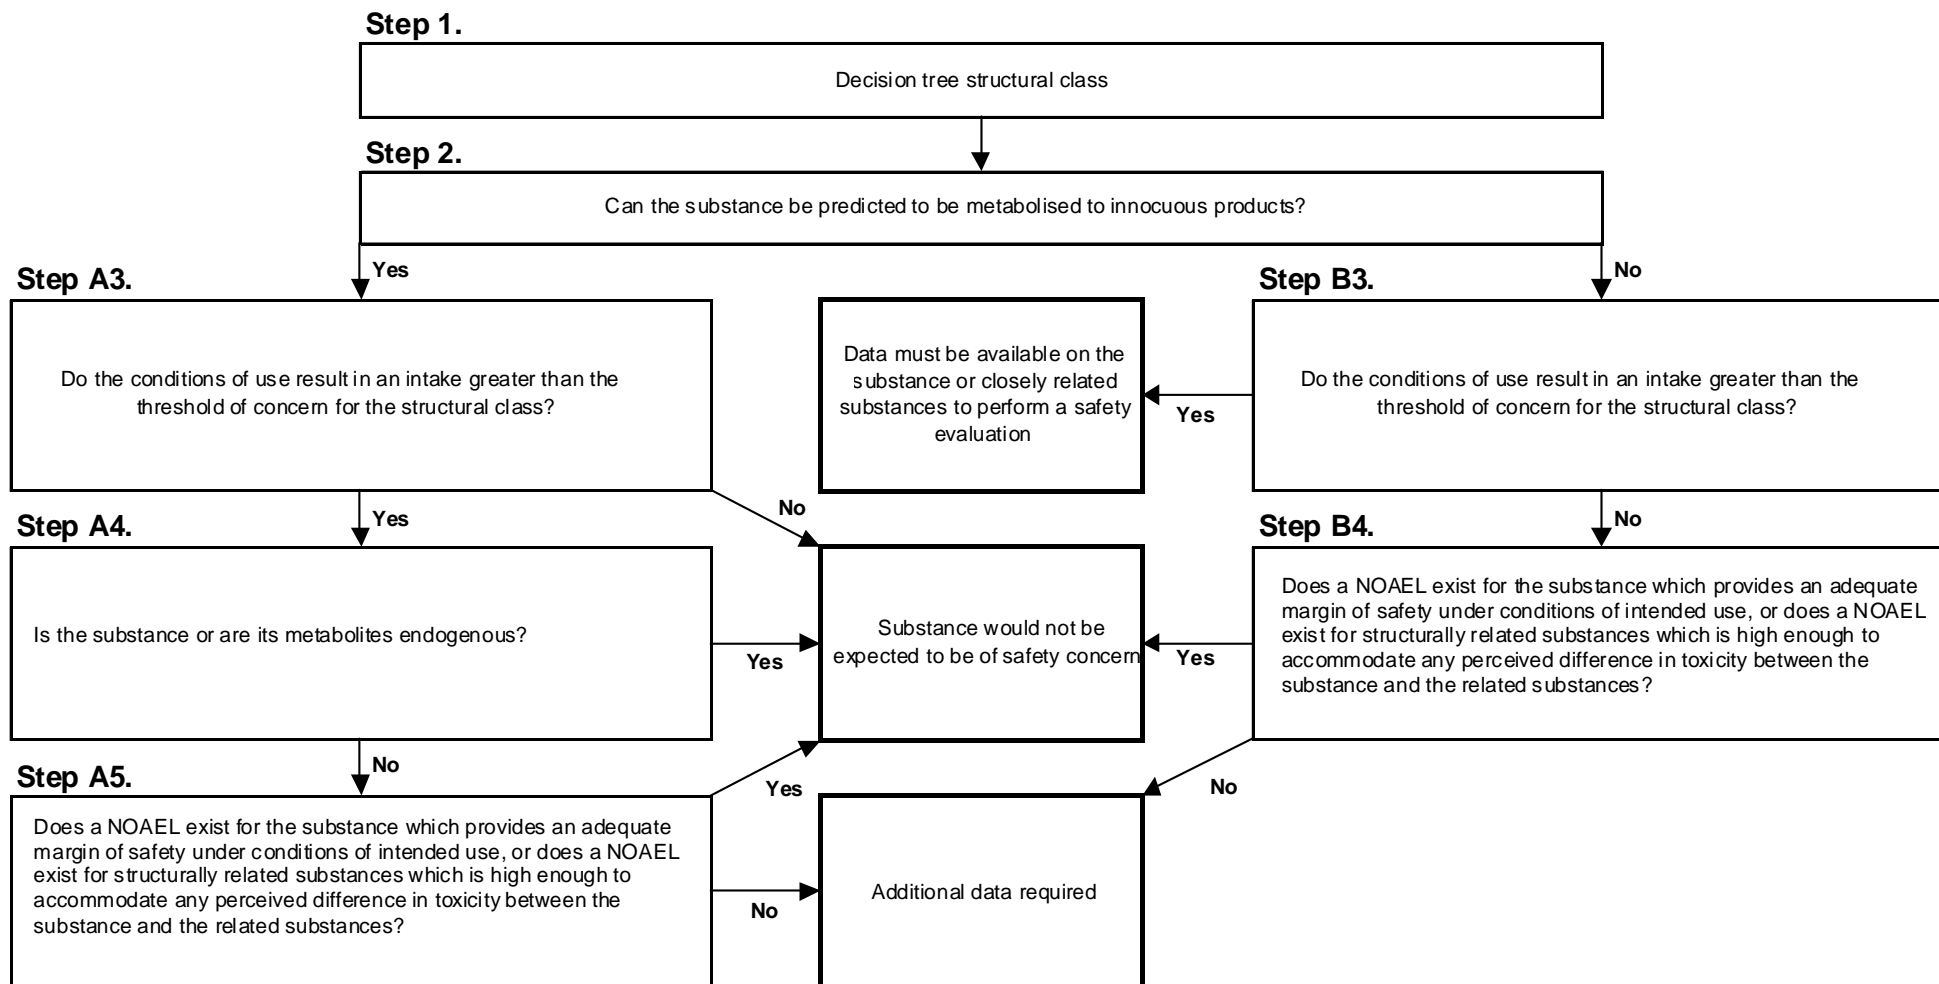 Step 1.
Decision tree structural class
Step 2.
Can the substance be predicted to be metabolised to innocuous products?
Yes
No
Step A3.
Do the conditions of use result in an intake greater than the
threshold of concern for the structural class?
Data must be available on the
substance or closely related
substances to perform a safety
evaluation
Yes
Step B3.
Do the conditions of use result in an intake greater than the
threshold of concern for the structural class?
Yes
No
No
Step A4.
Is the substance or are its metabolites endogenous?
Yes
Substance would not be
expected to be of safety concern
Yes
Step B4.
Does a NOAEL exist for the substance which provides an adequate
margin of safety under conditions of intended use, or does a NOAEL
exist for structurally related substances which is high enough to
accommodate any perceived difference in toxicity between the
substance and the related substances?
No
Yes
No
Step A5.
Does a NOAEL exist for the substance which provides an adequate
margin of safety under conditions of intended use, or does a NOAEL
exist for structurally related substances which is high enough to
accommodate any perceived difference in toxicity between the
substance and the related substances?
No
Additional data required